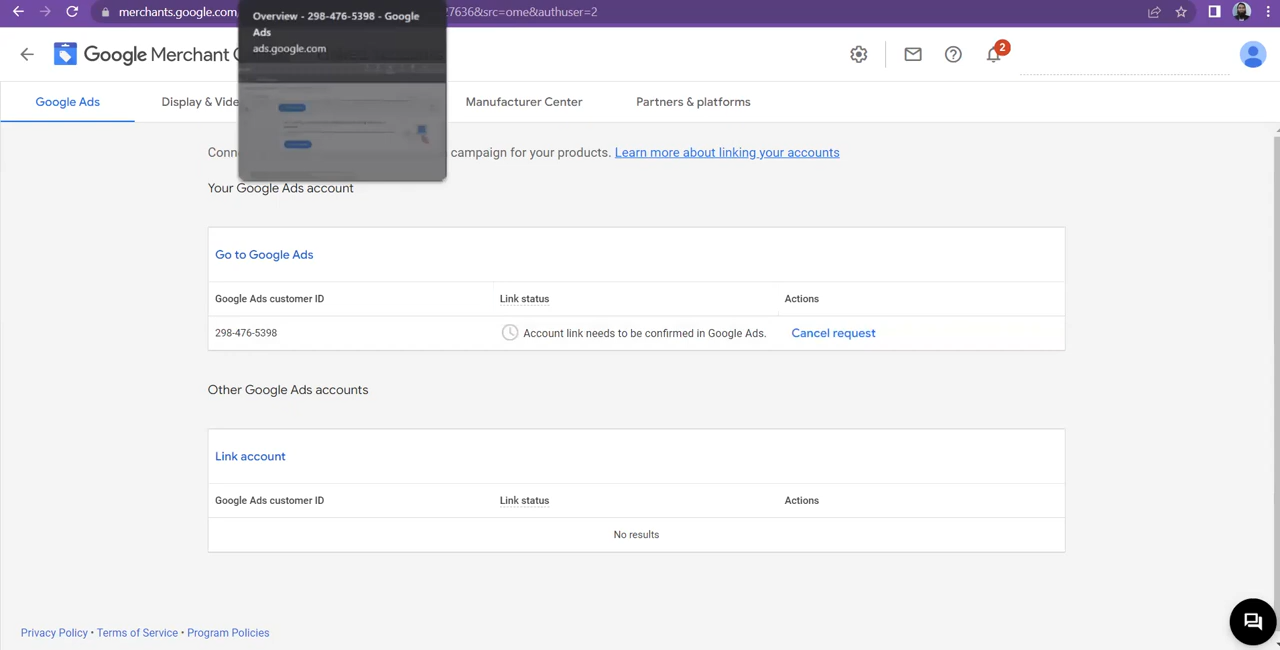 merchants.google.com
27636&src=ome&authuser=2
Overview - 298-476-5398 - Google
Ads
ads.google.com
Google Merchant C
2
Google Ads
Display & Vide
Manufacturer Center
Partners & platforms
Conn
campaign for your products. Learn more about linking your accounts
Your Google Ads account
Go to Google Ads
Google Ads customer ID
Link status
Actions
298-476-5398
Account link needs to be confirmed in Google Ads.
Cancel request
Other Google Ads accounts
Link account
Google Ads customer ID
Link status
Actions
No results
Privacy Policy • Terms of Service • Program Policies